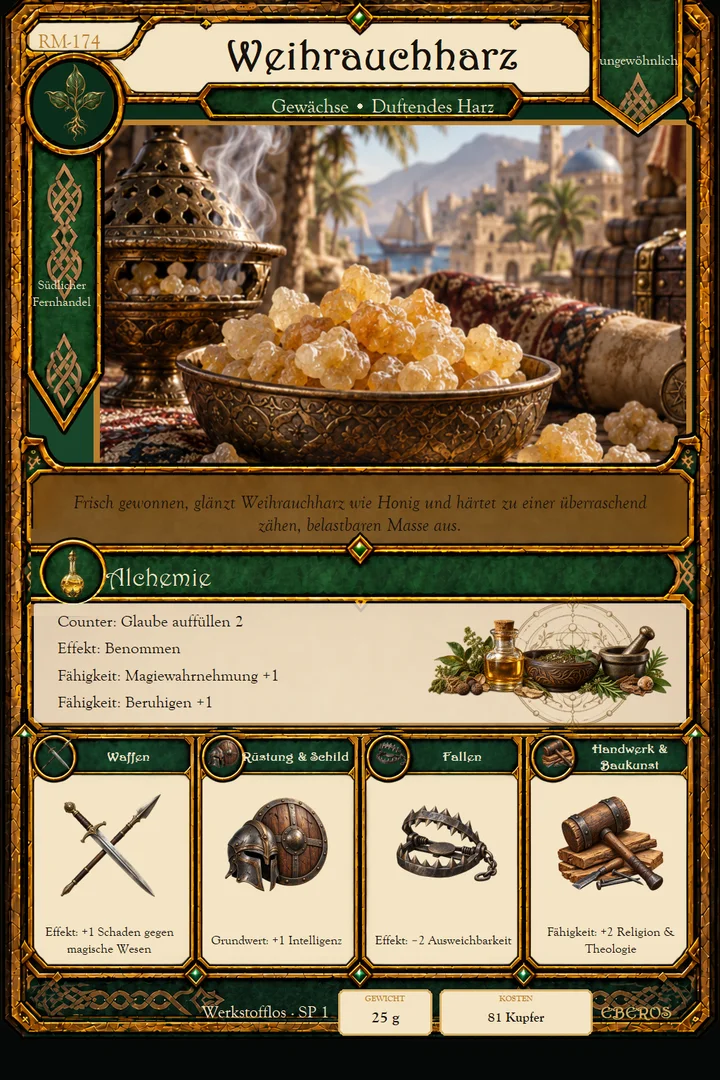 RM-174
Weihrauchharz
ungewöhnlich
Gewächse • Duftendes Harz
Südlicher
Fernhandel
Frisch gewonnen, glänzt Weihrauchharz wie Honig und härtet zu einer überraschend
zähen, belastbaren Masse aus.
Alchemie
Counter: Glaube auffüllen 2
Effekt: Benommen
Fähigkeit: Magiewahrnehmung +1
Fähigkeit: Beruhigen +1
Waffen
Effekt: +1 Schaden gegen
magische Wesen
Rüstung & Schild
Grundwert: +1 Intelligenz
Fallen
Effekt: −2 Ausweichbarkeit
Handwerk &
Baukunst
Fähigkeit: +2 Religion &
Theologie
Werkstofflos · SP 1
GEWICHT
25 g
KOSTEN
81 Kupfer
EBEROS